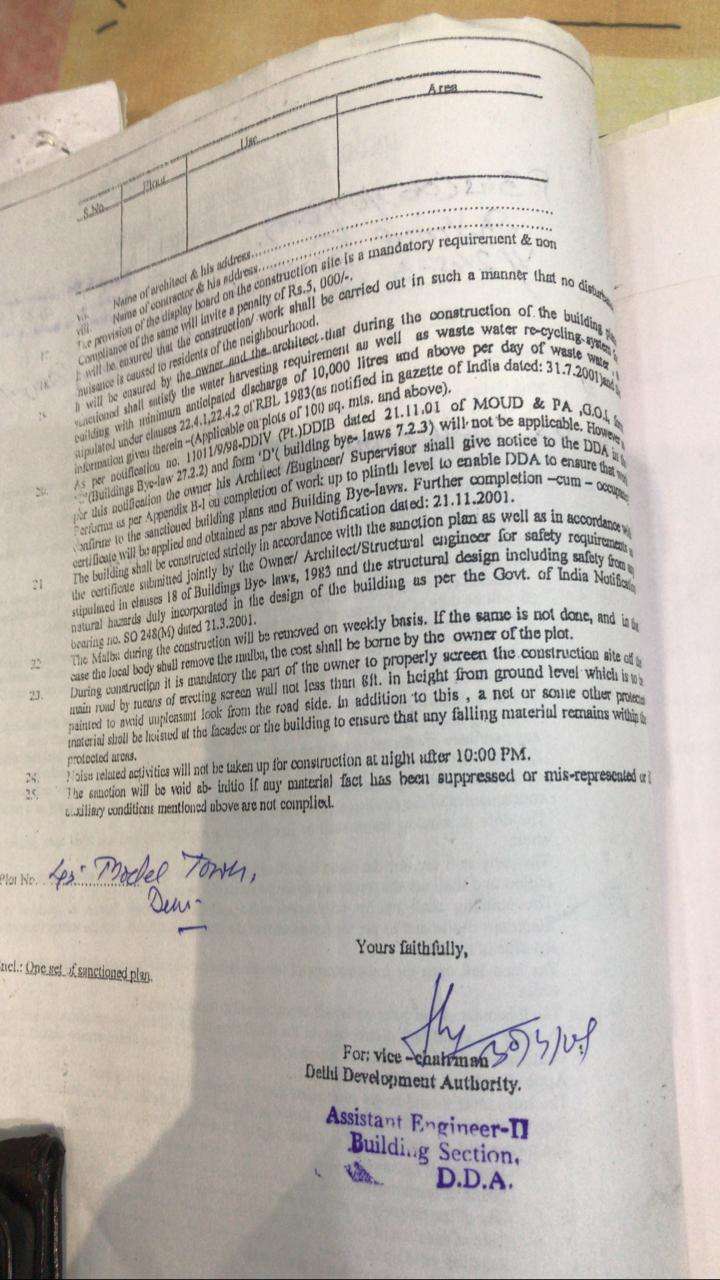 S.No. Floor Use Area
vii. Name of architect & his address
viii. Name of contractor & his address
The provision of the display board on the construction site is a mandatory requirement & non
Compliance of the same will invite a penalty of Rs.5, 000/-.
It will be ensured that the construction/ work shall be carried out in such a manner that no
nuisance is caused to residents of the neighbourhood.
It will be ensured by the owner and the architect that during the construction of the building
sanctioned shall satisfy the water harvesting requirement as well as waste water re-cycling system
building with minimum anticipated discharge of 10,000 litres and above per day of waste water
stipulated under clauses 22.4.1,22.4.2 of RBL 1983(as notified in gazette of India dated: 31.7.2001)
information given therein –(Applicable on plots of 100 sq. mts. and above).
As per notification no. 11011/9/98-DDIV (Pt.)DDIB dated 21.11.01 of MOUD & PA ,G.O.I.
(Buildings Bye-law 27.2.2) and form 'D'( building bye- laws 7.2.3) will not be applicable. However
per this notification the owner his Architect /Engineer/ Supervisor shall give notice to the DDA
Performa as per Appendix B-I on completion of work up to plinth level to enable DDA to ensure that
confirms to the sanctioned building plans and Building Bye-laws. Further completion –cum –
certificate will be applied and obtained as per above Notification dated: 21.11.2001.
21 The building shall be constructed strictly in accordance with the sanction plan as well as in accordance
the certificate submitted jointly by the Owner/ Architect/Structural engineer for safety requirements
stipulated in clauses 18 of Buildings Bye- laws, 1983 and the structural design including safety from
natural hazards duly incorporated in the design of the building as per the Govt. of India
bearing no. SO 248(M) dated 21.3.2001.
22 The Malba during the construction will be removed on weekly basis. If the same is not done, and in
case the local body shall remove the malba, the cost shall be borne by the owner of the plot.
23. During construction it is mandatory the part of the owner to properly screen the construction site
main road by means of erecting screen wall not less than 8ft. in height from ground level which is
painted to avoid unpleasant look from the road side. In addition to this , a net or some other
material shall be hoisted at the facades or the building to ensure that any falling material remains within
protected areas.
24. Noise related activities will not be taken up for construction at night after 10:00 PM.
25. The sanction will be void ab- initio if any material fact has been suppressed or mis-represented or
auxiliary conditions mentioned above are not complied.
Plot No. Model Town,
Yours faithfully,
Encl.: One set of sanctioned plan.
For: vice –chairman
Delhi Development Authority.
Assistant Engineer-II
Building Section.
D.D.A.